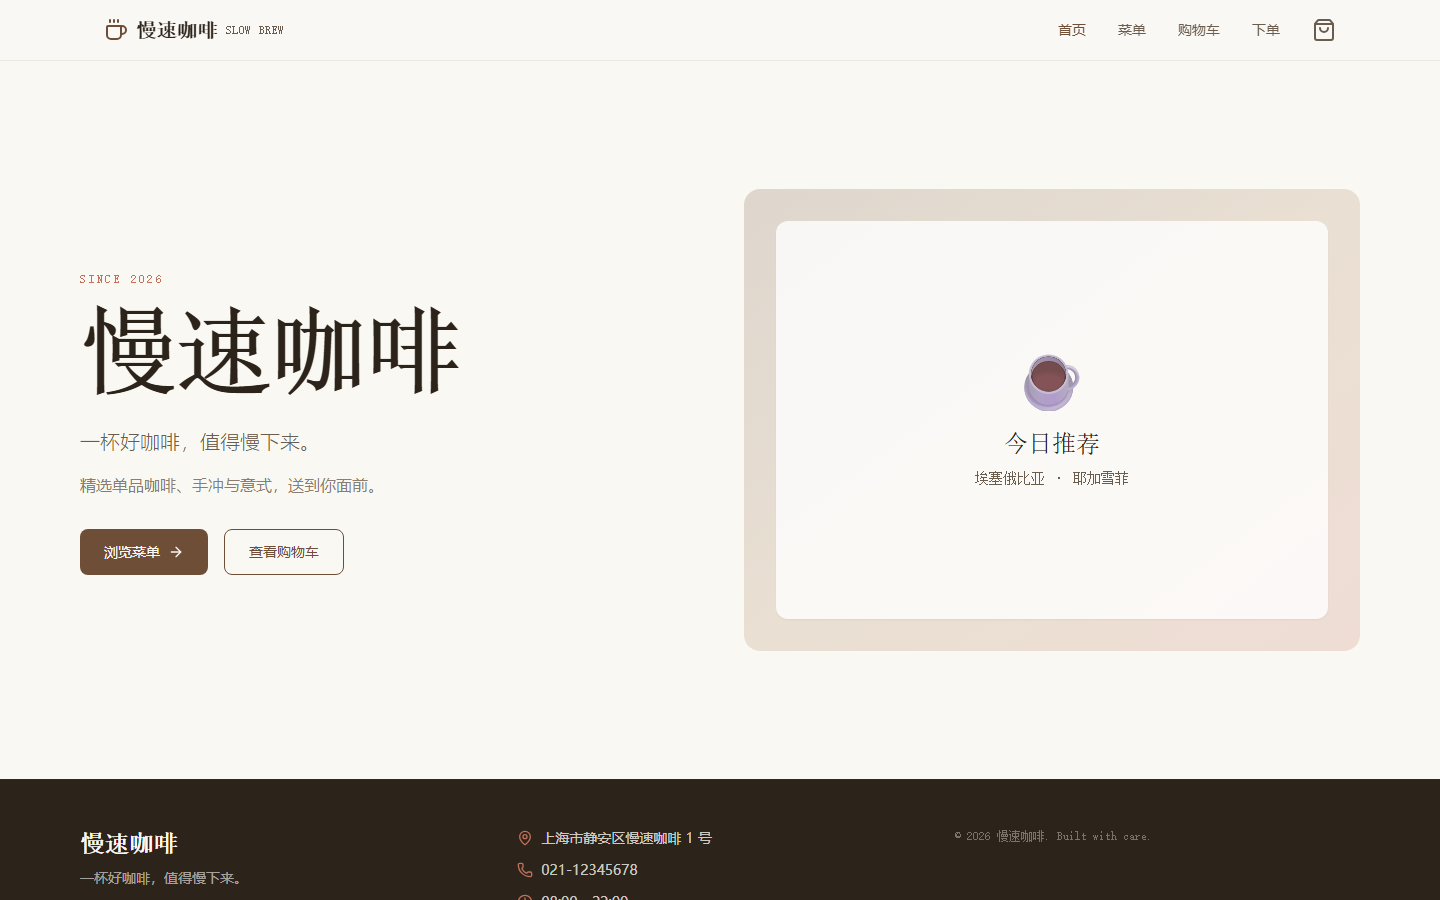 慢速咖啡 SLOW BREW
首页 菜单 购物车 下单
SINCE 2026
慢速咖啡
一杯好咖啡，值得慢下来。
精选单品咖啡、手冲与意式，送到你面前。
浏览菜单 →
查看购物车
今日推荐
埃塞俄比亚 · 耶加雪菲
慢速咖啡
一杯好咖啡，值得慢下来。
上海市静安区慢速咖啡 1 号
021-12345678
08:00 - 22:00
© 2026 慢速咖啡. Built with care.